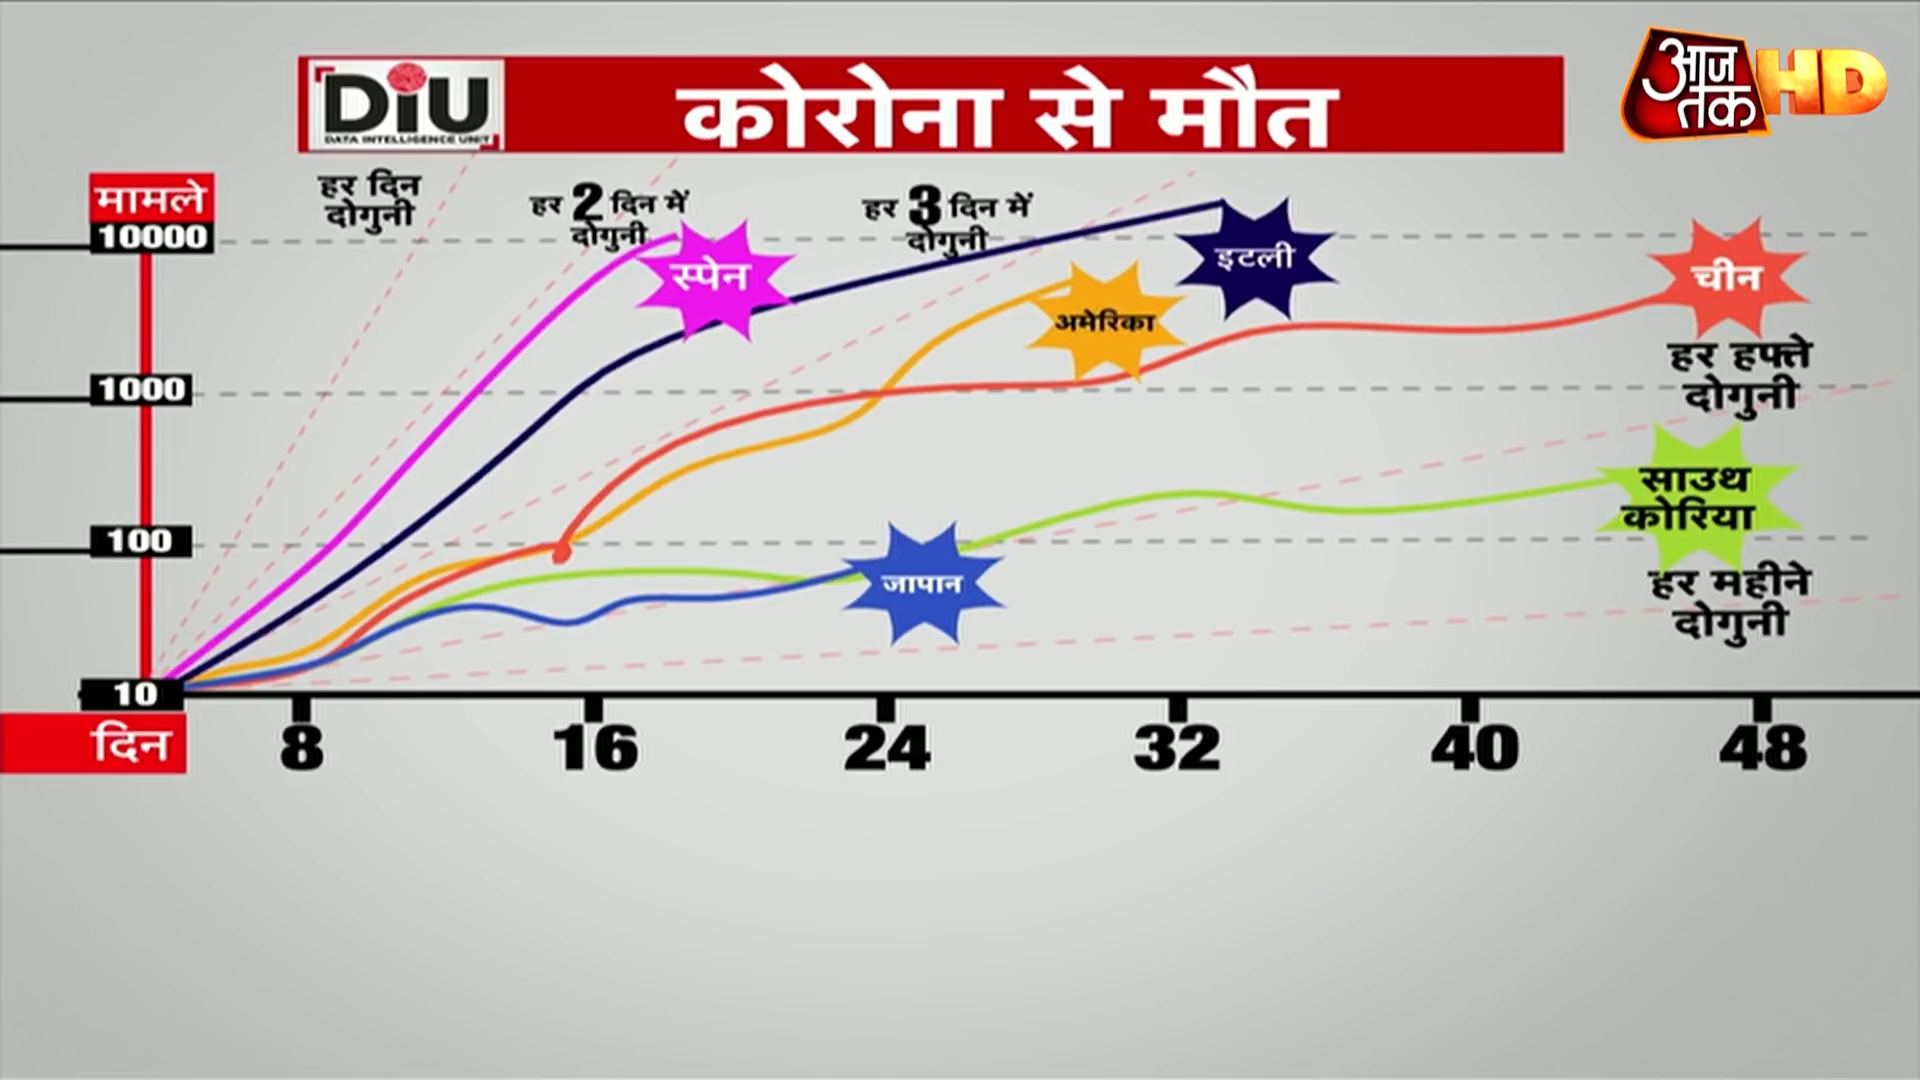 DiU
DATA INTELLIGENCE UNIT
कोरोना से मौत
आज
तक HD
मामले
10000
1000
100
10
हर दिन
दोगुनी
हर 2 दिन में
दोगुनी
हर 3 दिन में
दोगुनी
स्पेन
इटली
अमेरिका
चीन
हर हफ्ते
दोगुनी
साउथ
कोरिया
जापान
हर महीने
दोगुनी
दिन
8 16 24 32 40 48